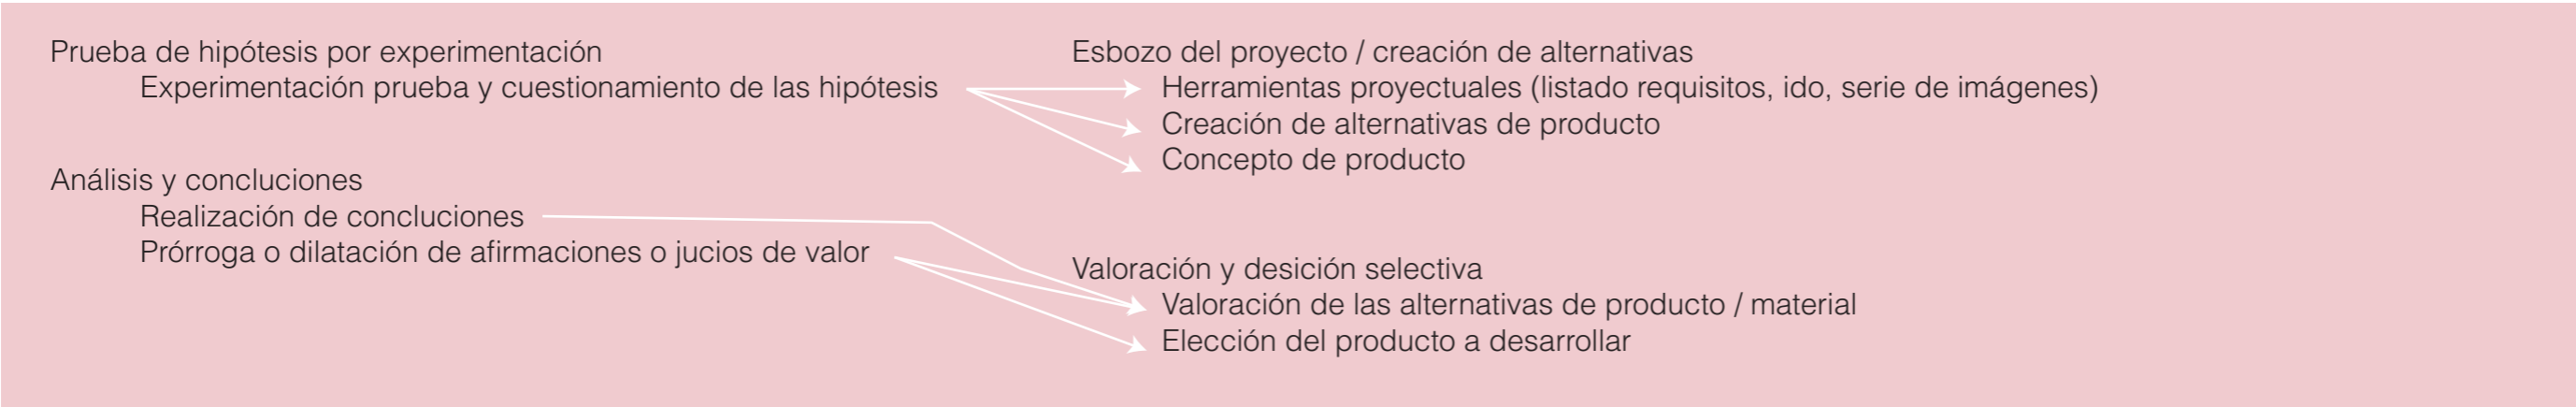 Prueba de hipótesis por experimentación
Experimentación prueba y cuestionamiento de las hipótesis
Análisis y concluciones
Realización de concluciones
Prórroga o dilatación de afirmaciones o jucios de valor
Esbozo del proyecto / creación de alternativas
Herramientas proyectuales (listado requisitos, ido, serie de imágenes)
Creación de alternativas de producto
Concepto de producto
Valoración y desición selectiva
Valoración de las alternativas de producto / material
Elección del producto a desarrollar